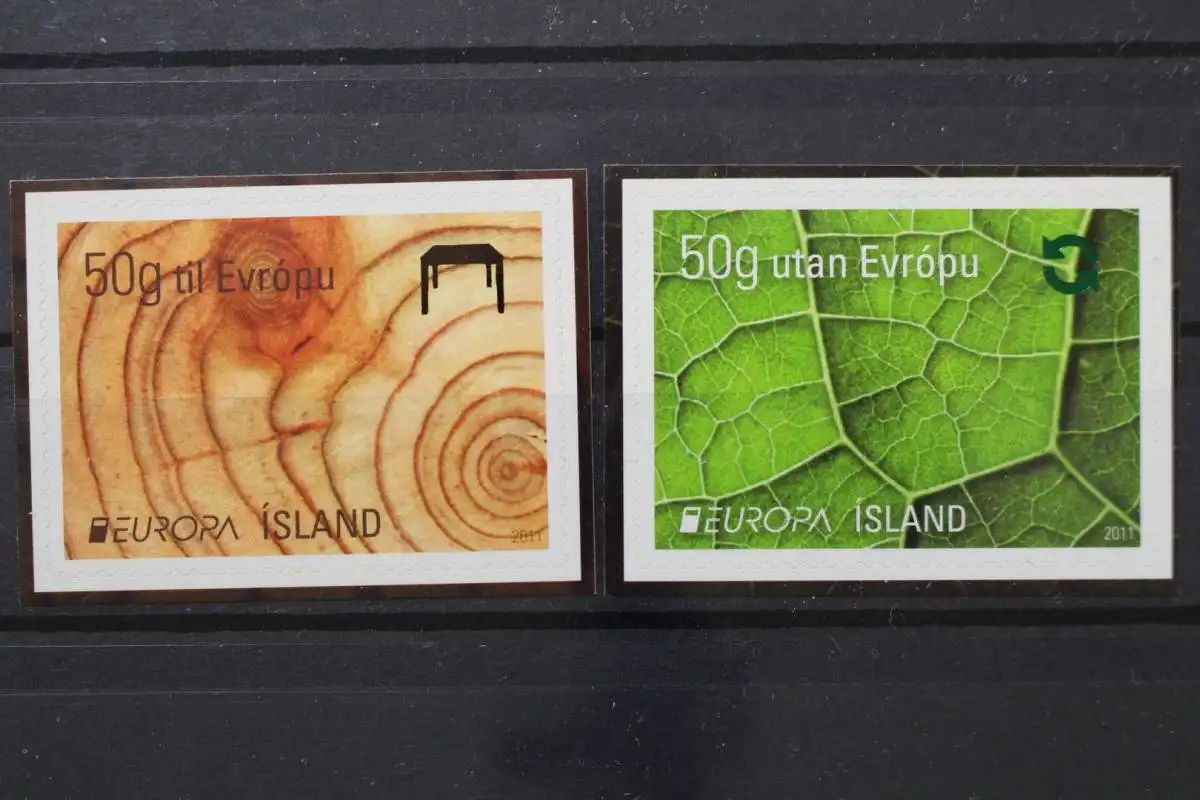 50g til Evrópu
EUROPA ÍSLAND
2011
50g utan Evrópu
EUROPA ÍSLAND
2011